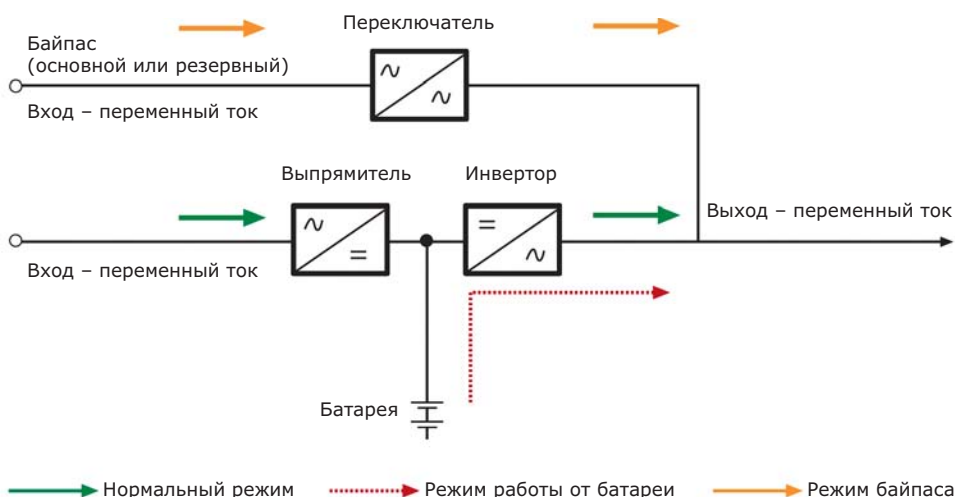 Переключатель
Байпас
(основной или резервный)
Вход – переменный ток
Выпрямитель
Инвертор
Выход – переменный ток
Вход – переменный ток
Батарея
Нормальный режим
Режим работы от батареи
Режим байпаса